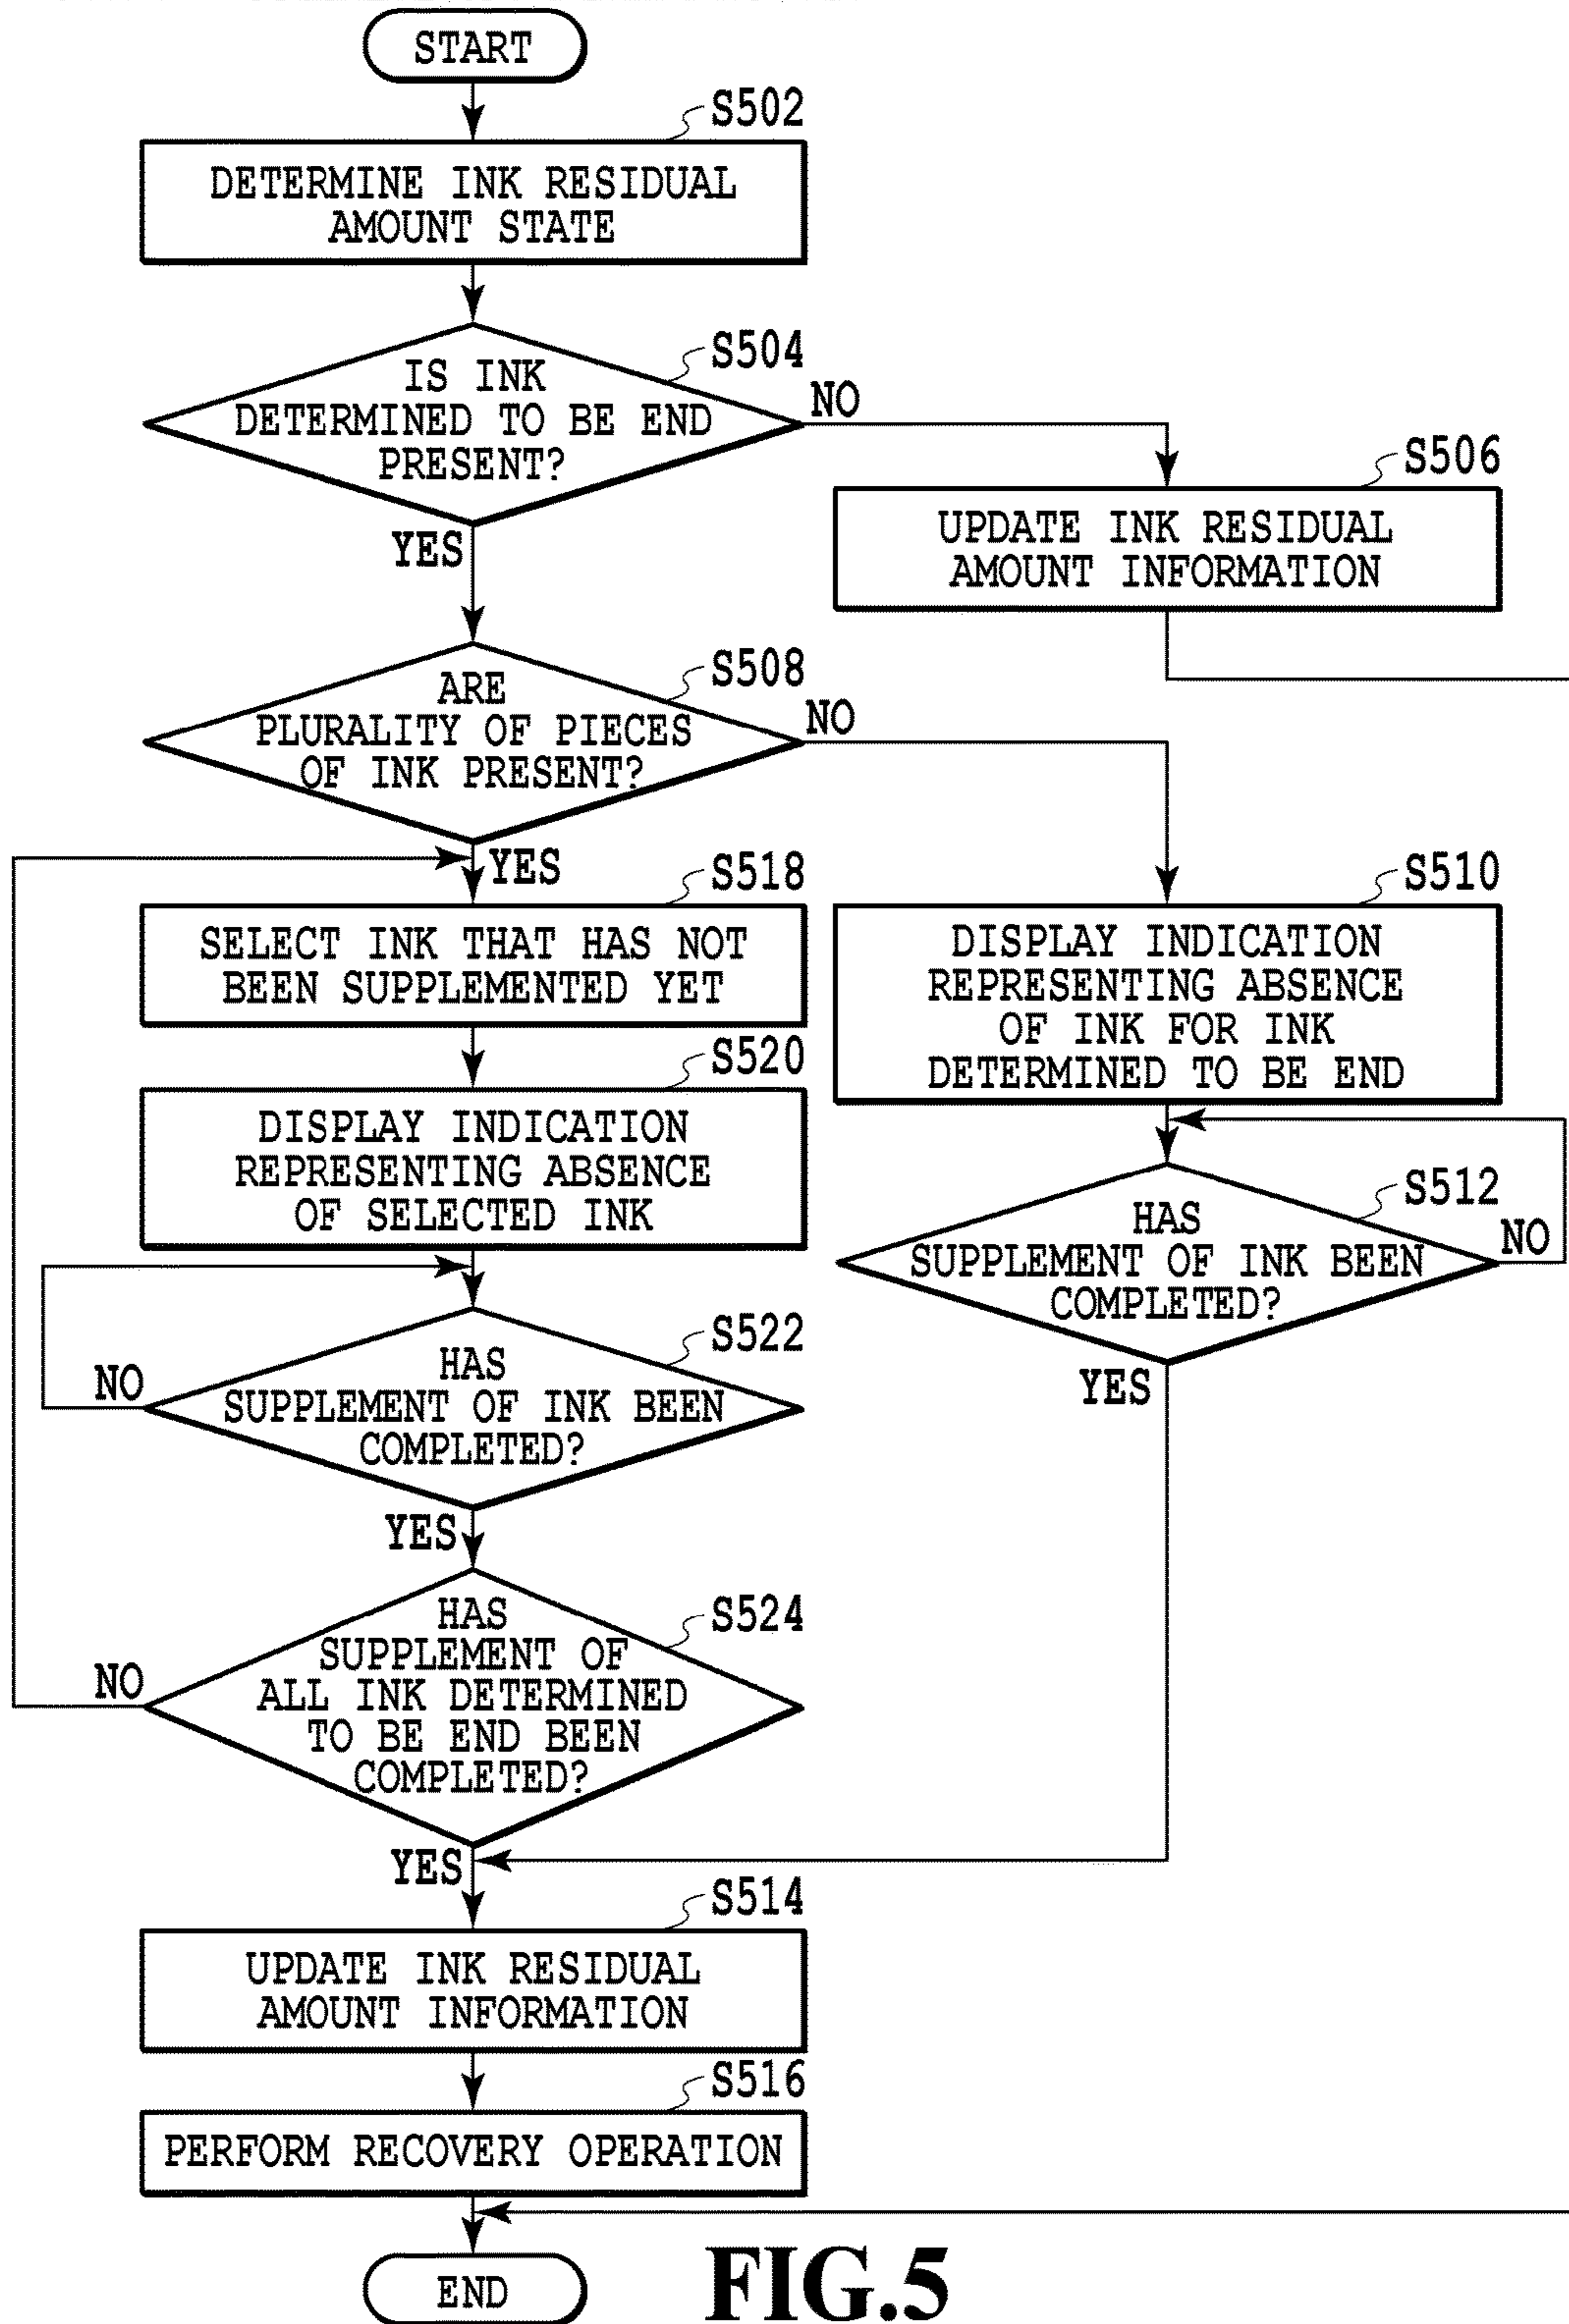 START
S502
DETERMINE INK RESIDUAL
AMOUNT STATE
S504
IS INK
DETERMINED TO BE END
PRESENT?
NO
YES
S506
UPDATE INK RESIDUAL
AMOUNT INFORMATION
S508
ARE
PLURALITY OF PIECES
OF INK PRESENT?
NO
YES
S518
SELECT INK THAT HAS NOT
BEEN SUPPLEMENTED YET
S510
DISPLAY INDICATION
REPRESENTING ABSENCE
OF INK FOR INK
DETERMINED TO BE END
S520
DISPLAY INDICATION
REPRESENTING ABSENCE
OF SELECTED INK
S512
HAS
SUPPLEMENT OF INK BEEN
COMPLETED?
NO
YES
S522
HAS
SUPPLEMENT OF INK BEEN
COMPLETED?
NO
YES
S524
HAS
SUPPLEMENT OF
ALL INK DETERMINED
TO BE END BEEN
COMPLETED?
NO
YES
S514
UPDATE INK RESIDUAL
AMOUNT INFORMATION
S516
PERFORM RECOVERY OPERATION
END
FIG.5